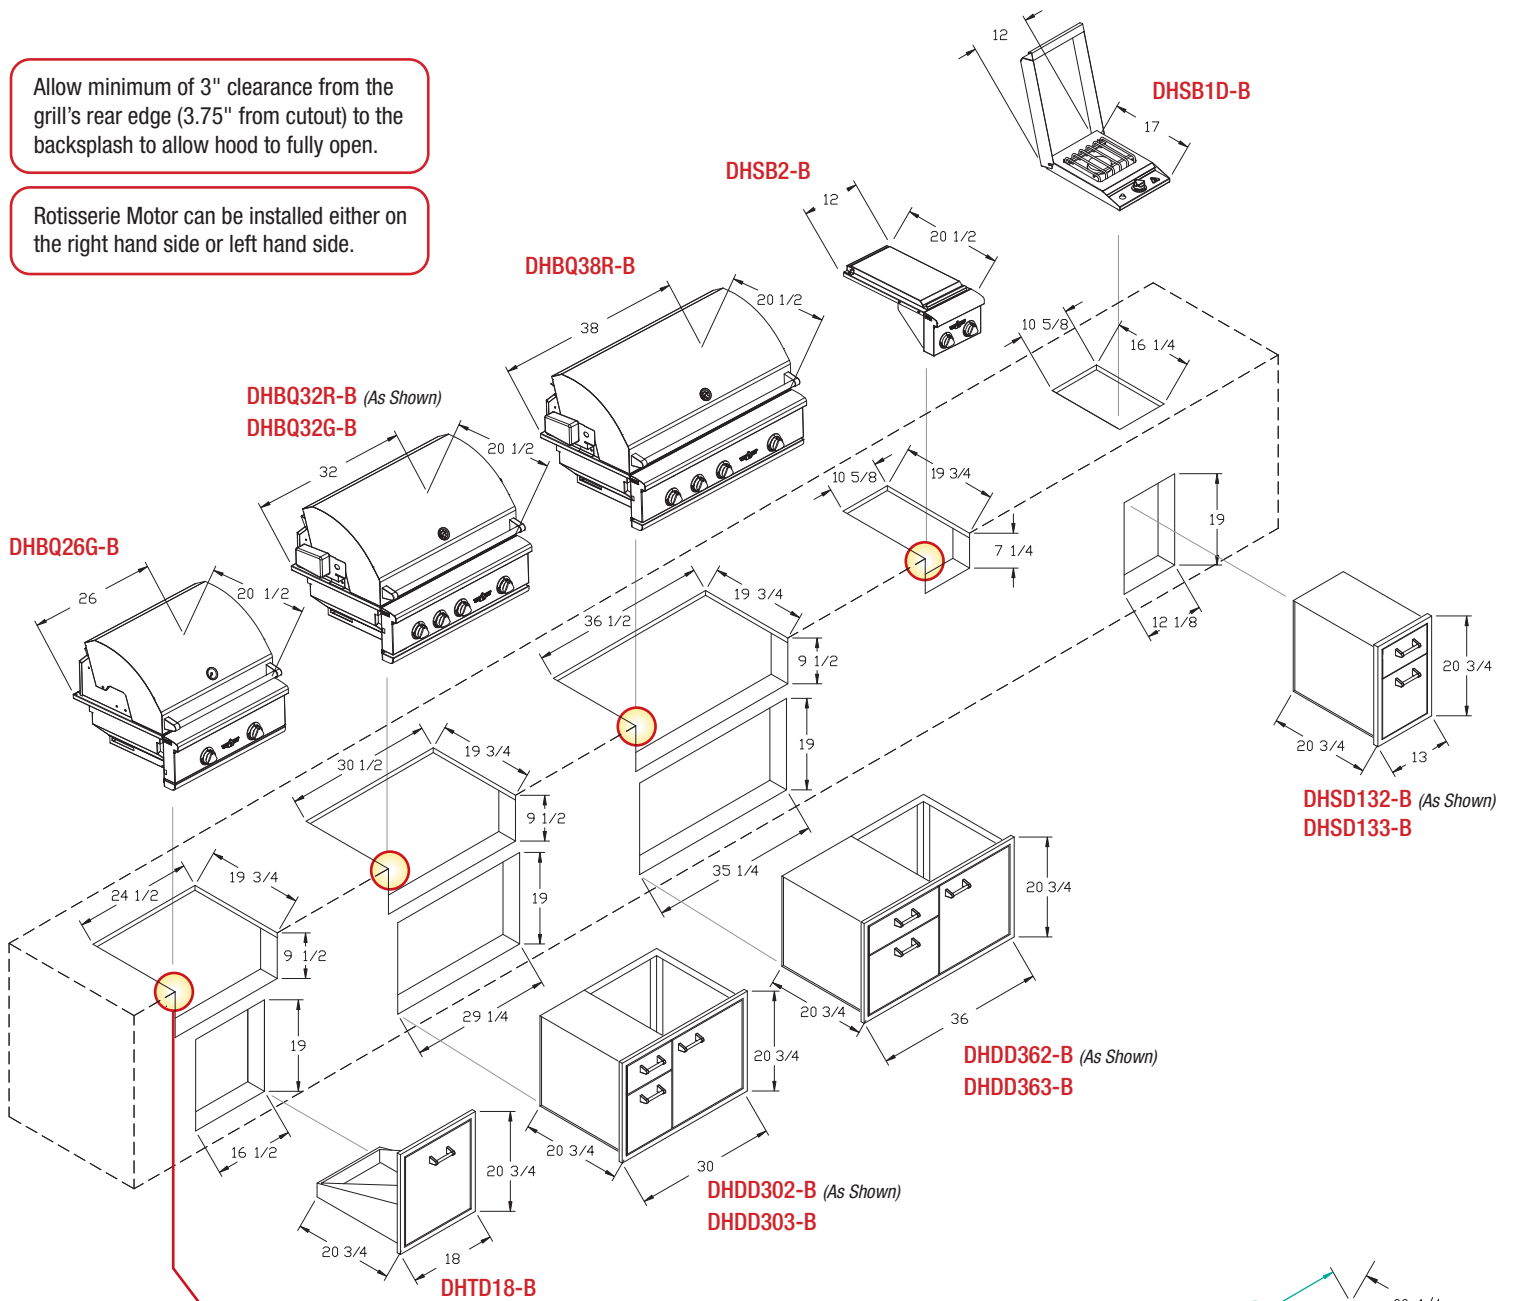 Allow minimum of 3" clearance from the
grill's rear edge (3.75" from cutout) to the
backsplash to allow hood to fully open.
Rotisserie Motor can be installed either on
the right hand side or left hand side.
12
DHSB1D-B
17
DHSB2-B
12
20 1/2
DHBQ38R-B
38
20 1/2
10 5/8
16 1/4
DHBQ32R-B (As Shown)
DHBQ32G-B
32
20 1/2
10 5/8
19 3/4
7 1/4
19
12 1/8
DHBQ26G-B
26
20 1/2
36 1/2
19 3/4
9 1/2
19
35 1/4
20 3/4
20 3/4
13
DHSD132-B (As Shown)
DHSD133-B
30 1/2
19 3/4
9 1/2
19
29 1/4
20 3/4
20 3/4
36
DHDD362-B (As Shown)
DHDD363-B
24 1/2
19 3/4
9 1/2
19
16 1/2
20 3/4
20 3/4
30
DHDD302-B (As Shown)
DHDD303-B
20 3/4
20 3/4
18
DHTD18-B